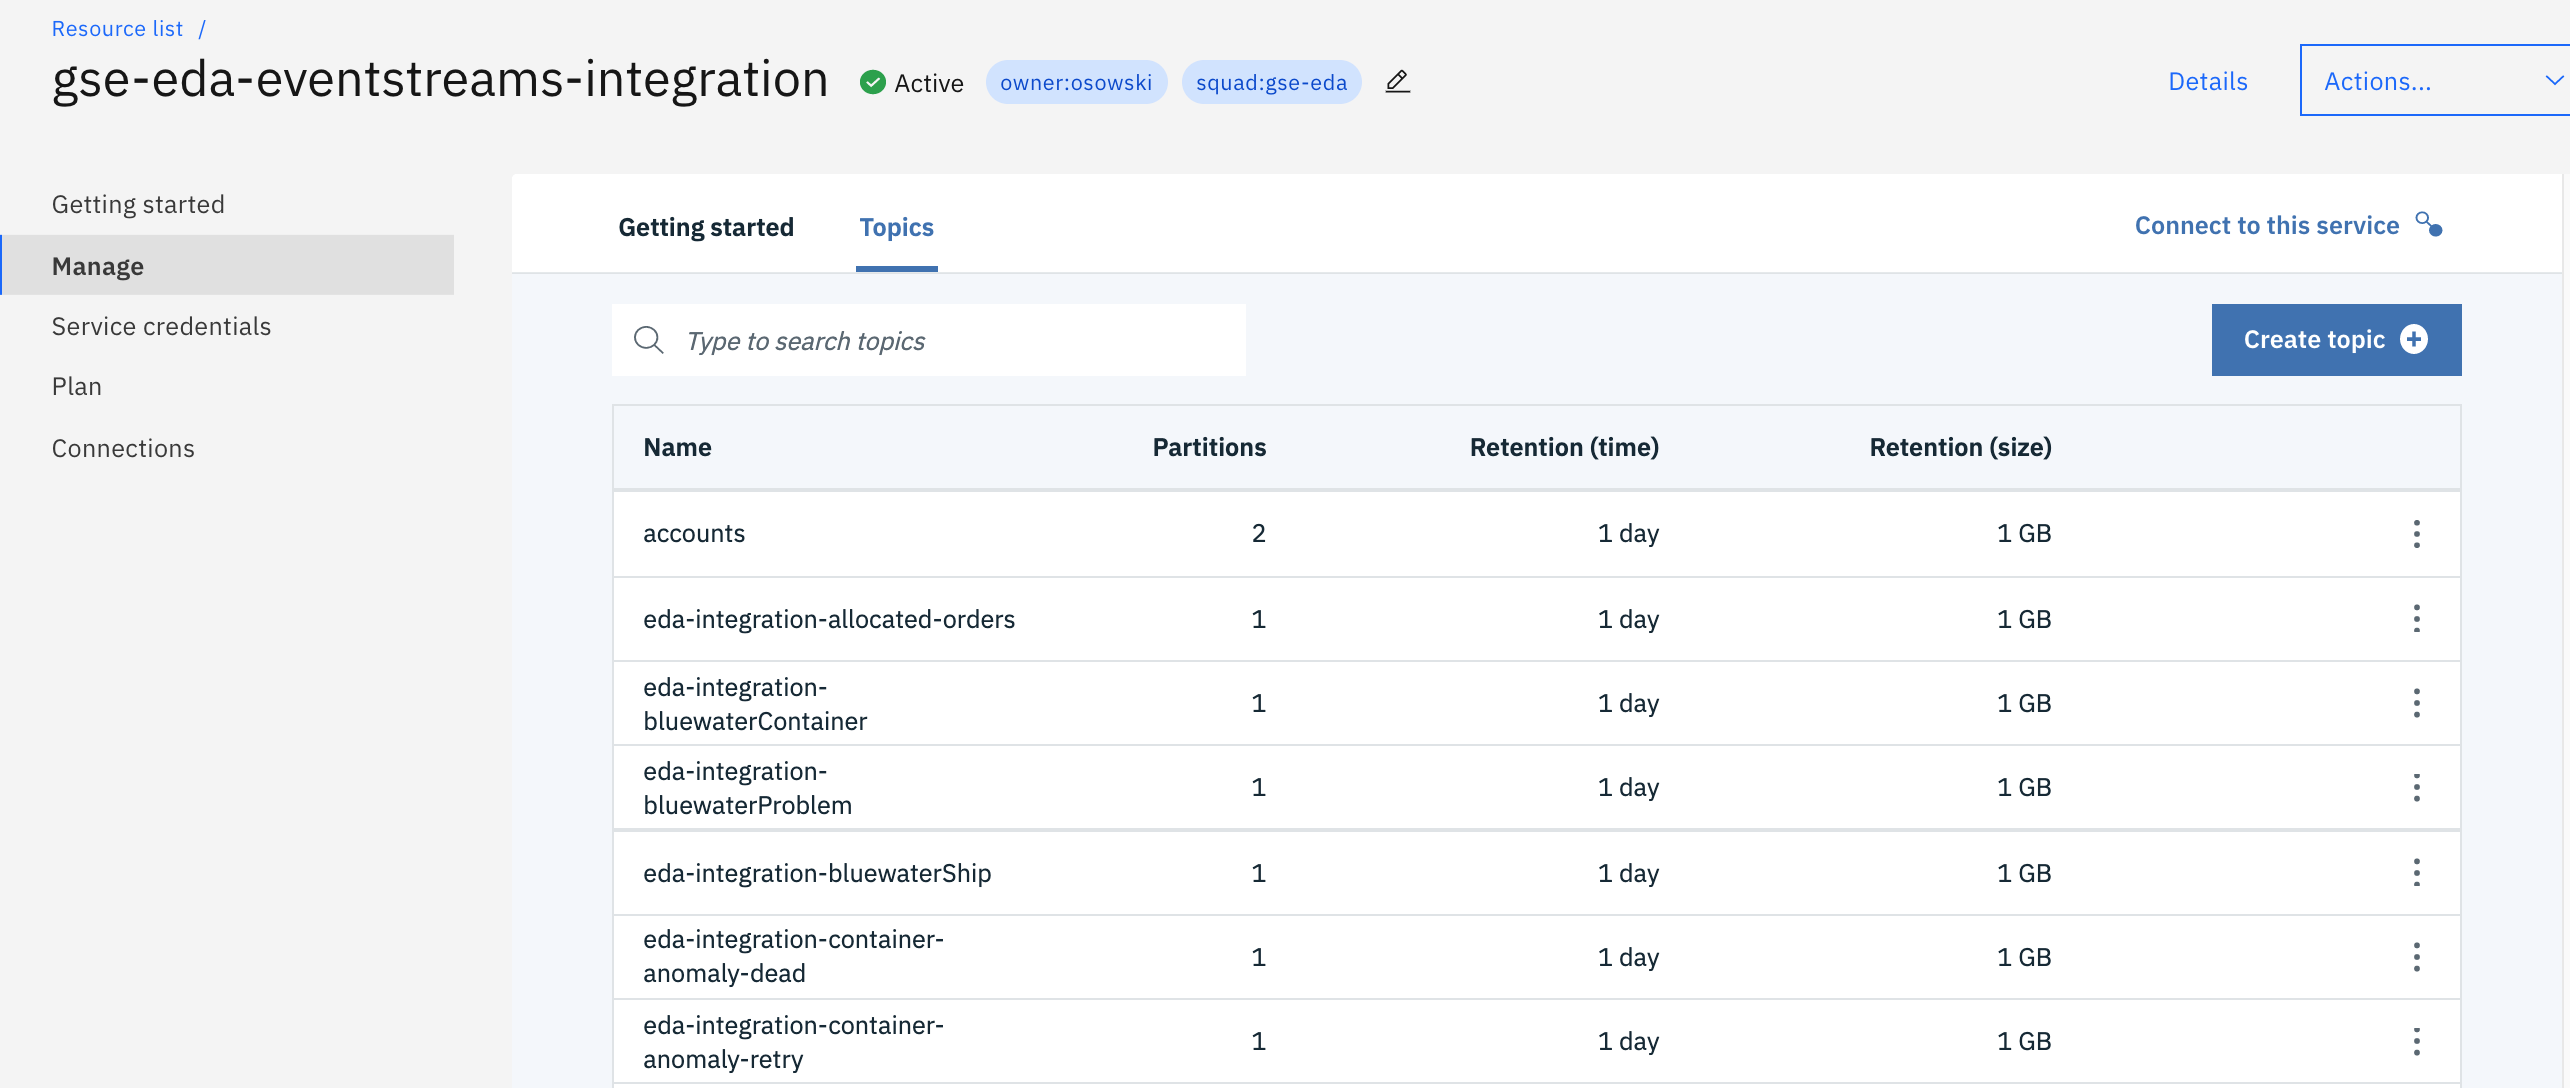 Resource list /
gse-eda-eventstreams-integration Active owner:osowski squad:gse-eda
Details
Actions...
Getting started
Manage
Service credentials
Plan
Connections
Getting started Topics
Connect to this service
Type to search topics
Create topic
Name Partitions Retention (time) Retention (size)
accounts 2 1 day 1 GB
eda-integration-allocated-orders 1 1 day 1 GB
eda-integration-
bluewaterContainer 1 1 day 1 GB
eda-integration-
bluewaterProblem 1 1 day 1 GB
eda-integration-bluewaterShip 1 1 day 1 GB
eda-integration-container-
anomaly-dead 1 1 day 1 GB
eda-integration-container-
anomaly-retry 1 1 day 1 GB